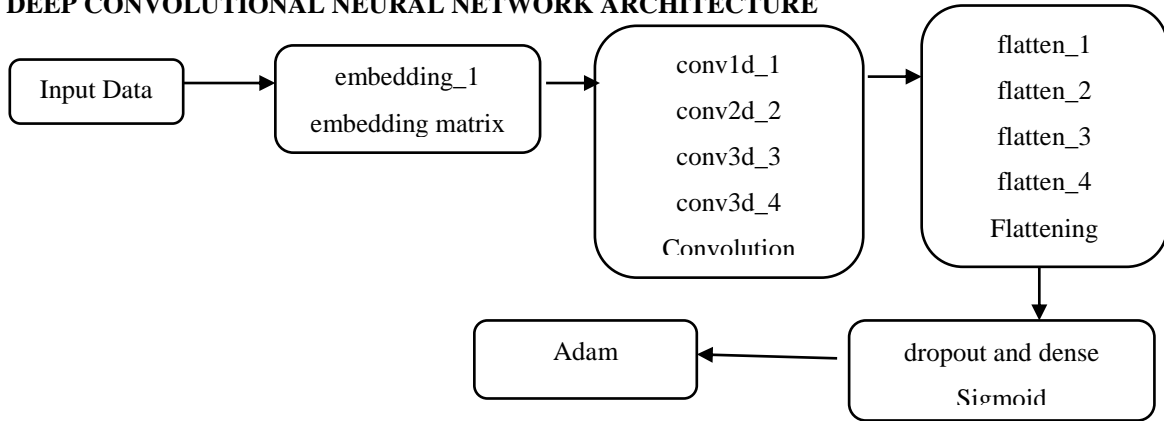 DEEP CONVOLUTIONAL NEURAL NETWORK ARCHITECTURE
Input Data
embedding_1
embedding matrix
conv1d_1
conv2d_2
conv3d_3
conv3d_4
Convolution
flatten_1
flatten_2
flatten_3
flatten_4
Flattening
dropout and dense
Sigmoid
Adam